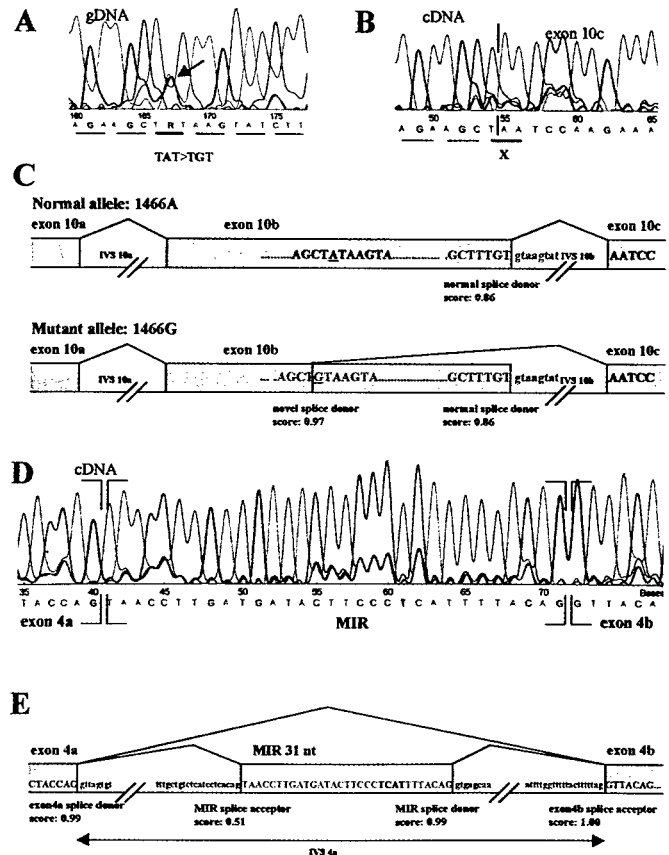 A
gDNA
160 165 170 175
A G A A G C T R T A A G T A T C T T
TAT>TGT
B
cDNA
exon 10c
50 55 60 65
A G A A G C T A A T C C A A G A A A
X
C
Normal allele: 1466A
exon 10a exon 10b exon 10c
IVS 10a AGCTATAAGTA GCTTTGT gtaagtat IVS 10b AATCC
normal splice donor
score: 0.86
Mutant allele: 1466G
exon 10a exon 10b exon 10c
IVS 10a AGCTGTAAGTA GCTTTGT gtaagtat IVS 10b AATCC
novel splice donor normal splice donor
score: 0.97 score: 0.86
D
cDNA
35 40 45 50 55 60 65 70
T A C C A G T A A C C T T G A T G A T A C T T C C C T C A T T T T A C A G G T T A C A
exon 4a MIR exon 4b
E
exon 4a MIR 31 nt exon 4b
CTACCAG TAACCTTGATGATACTTCCCTCATTTTACAG gtgagcaa GTTACAG...
exon4a splice donor MIR splice acceptor MIR splice donor exon4b splice acceptor
score: 0.99 score: 0.51 score: 0.99 score: 1.00
IVS 4a